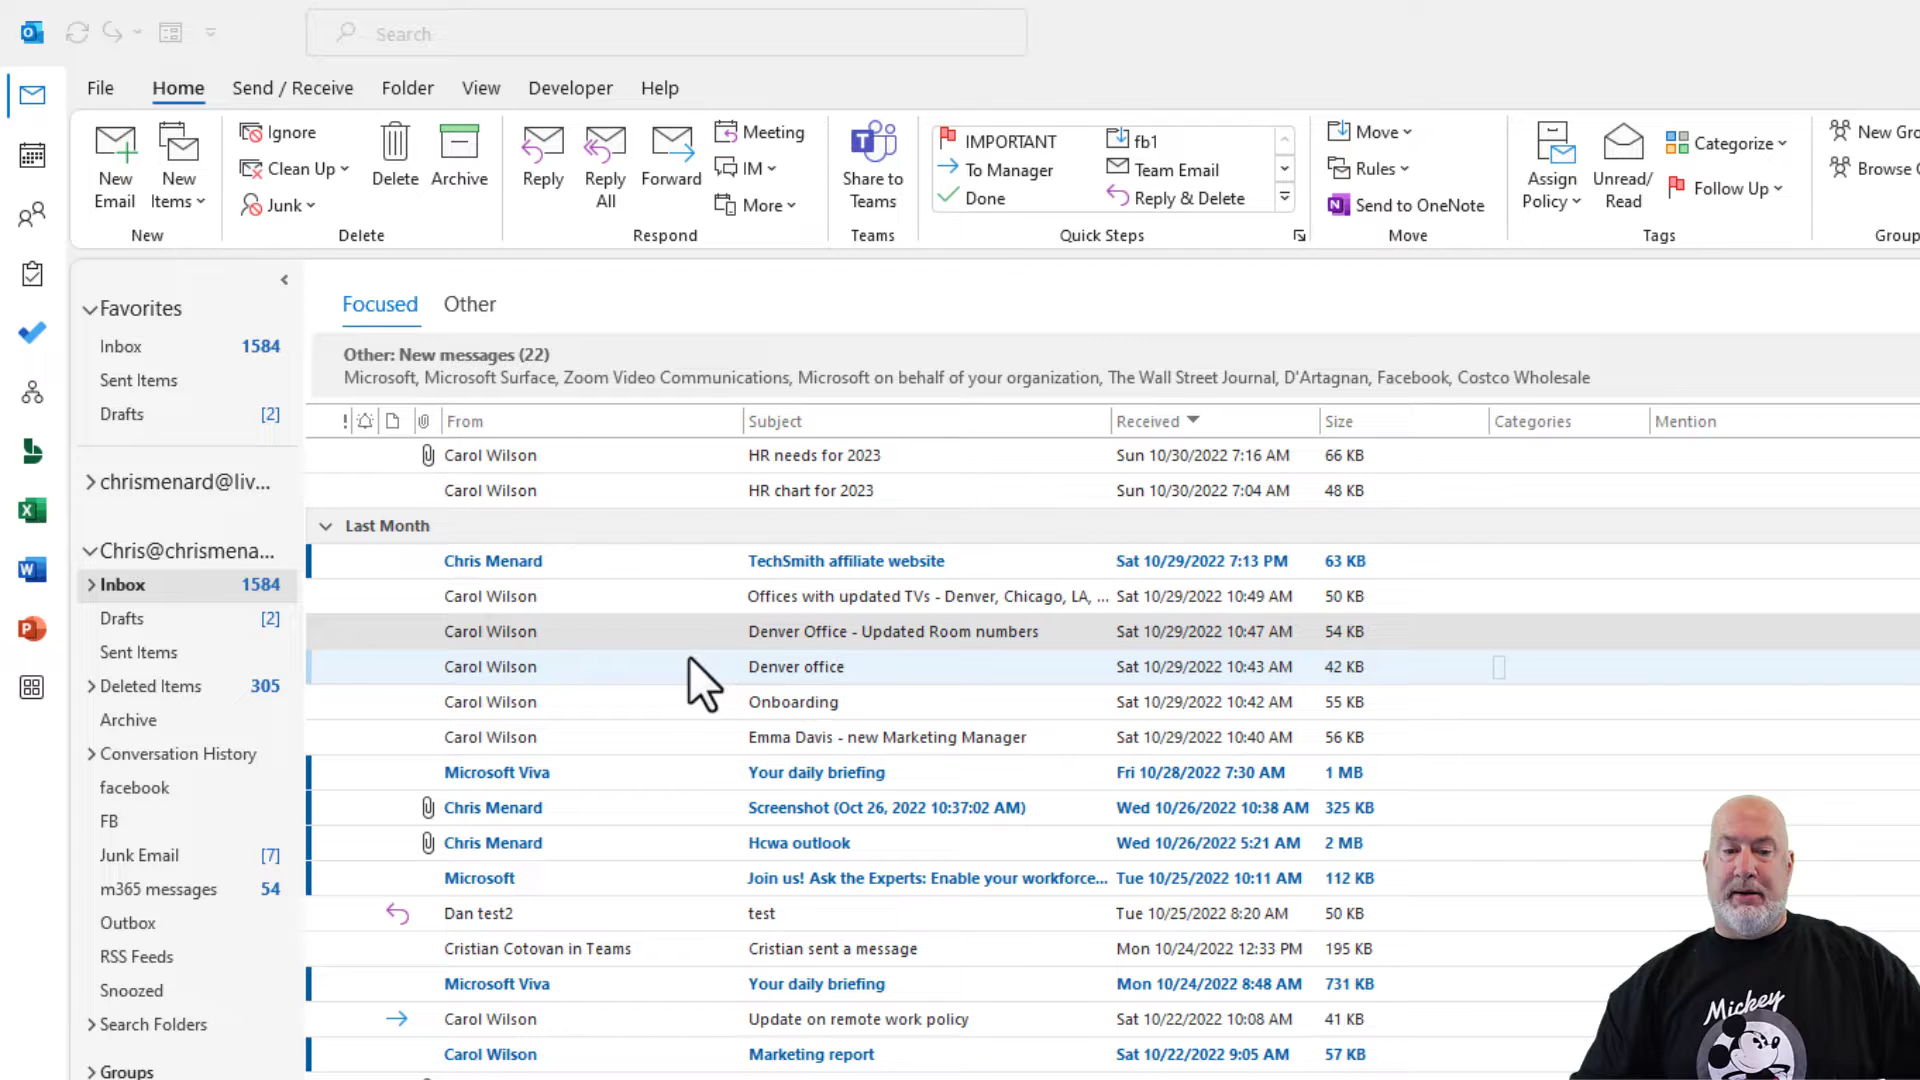 Search
File Home Send / Receive Folder View Developer Help
New Email
New Items
New
Ignore
Clean Up
Junk
Delete
Archive
Delete
Reply
Reply All
Forward
Meeting
IM
More
Respond
Share to Teams
Teams
IMPORTANT
To Manager
Done
fb1
Team Email
Reply & Delete
Quick Steps
Move
Rules
Send to OneNote
Move
Assign Policy
Unread/ Read
Categorize
Follow Up
Tags
New Gro
Browse
Group
Favorites
Inbox 1584
Sent Items
Drafts [2]
chrismenard@liv...
Chris@chrismena...
Inbox 1584
Drafts [2]
Sent Items
Deleted Items 305
Archive
Conversation History
facebook
FB
Junk Email [7]
m365 messages 54
Outbox
RSS Feeds
Snoozed
Search Folders
Groups
Focused Other
Other: New messages (22)
Microsoft, Microsoft Surface, Zoom Video Communications, Microsoft on behalf of your organization, The Wall Street Journal, D'Artagnan, Facebook, Costco Wholesale
! From Subject Received Size Categories Mention
Carol Wilson HR needs for 2023 Sun 10/30/2022 7:16 AM 66 KB
Carol Wilson HR chart for 2023 Sun 10/30/2022 7:04 AM 48 KB
Last Month
Chris Menard TechSmith affiliate website Sat 10/29/2022 7:13 PM 63 KB
Carol Wilson Offices with updated TVs - Denver, Chicago, LA, ... Sat 10/29/2022 10:49 AM 50 KB
Carol Wilson Denver Office - Updated Room numbers Sat 10/29/2022 10:47 AM 54 KB
Carol Wilson Denver office Sat 10/29/2022 10:43 AM 42 KB
Carol Wilson Onboarding Sat 10/29/2022 10:42 AM 55 KB
Carol Wilson Emma Davis - new Marketing Manager Sat 10/29/2022 10:40 AM 56 KB
Microsoft Viva Your daily briefing Fri 10/28/2022 7:30 AM 1 MB
Chris Menard Screenshot (Oct 26, 2022 10:37:02 AM) Wed 10/26/2022 10:38 AM 325 KB
Chris Menard Hcwa outlook Wed 10/26/2022 5:21 AM 2 MB
Microsoft Join us! Ask the Experts: Enable your workforce... Tue 10/25/2022 10:11 AM 112 KB
Dan test2 test Tue 10/25/2022 8:20 AM 50 KB
Cristian Cotovan in Teams Cristian sent a message Mon 10/24/2022 12:33 PM 195 KB
Microsoft Viva Your daily briefing Mon 10/24/2022 8:48 AM 731 KB
Carol Wilson Update on remote work policy Sat 10/22/2022 10:08 AM 41 KB
Carol Wilson Marketing report Sat 10/22/2022 9:05 AM 57 KB
Mickey